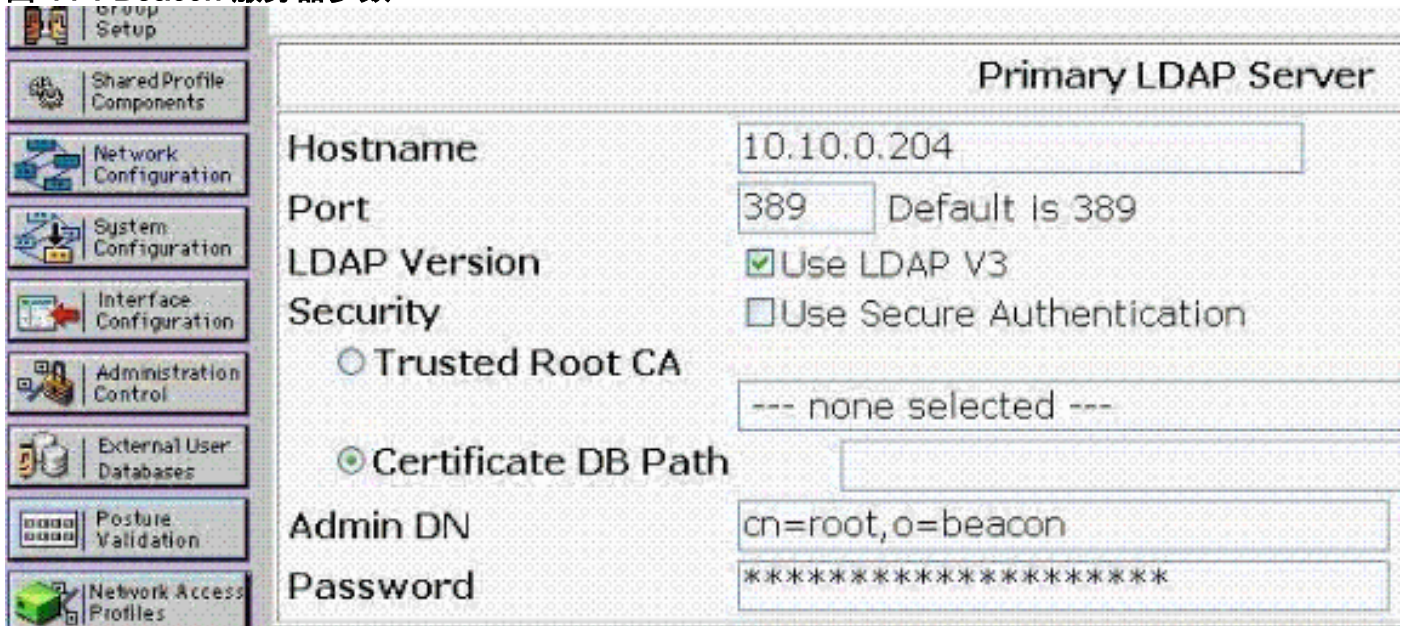 Beacon
Group
Setup
Shared Profile
Components
Network
Configuration
System
Configuration
Interface
Configuration
Administration
Control
External User
Databases
Posture
Validation
Network Access
Profiles
Primary LDAP Server
Hostname
10.10.0.204
Port
389 Default is 389
LDAP Version
Use LDAP V3
Security
Use Secure Authentication
Trusted Root CA
--- none selected ---
Certificate DB Path
Admin DN
cn=root,o=beacon
Password
********************